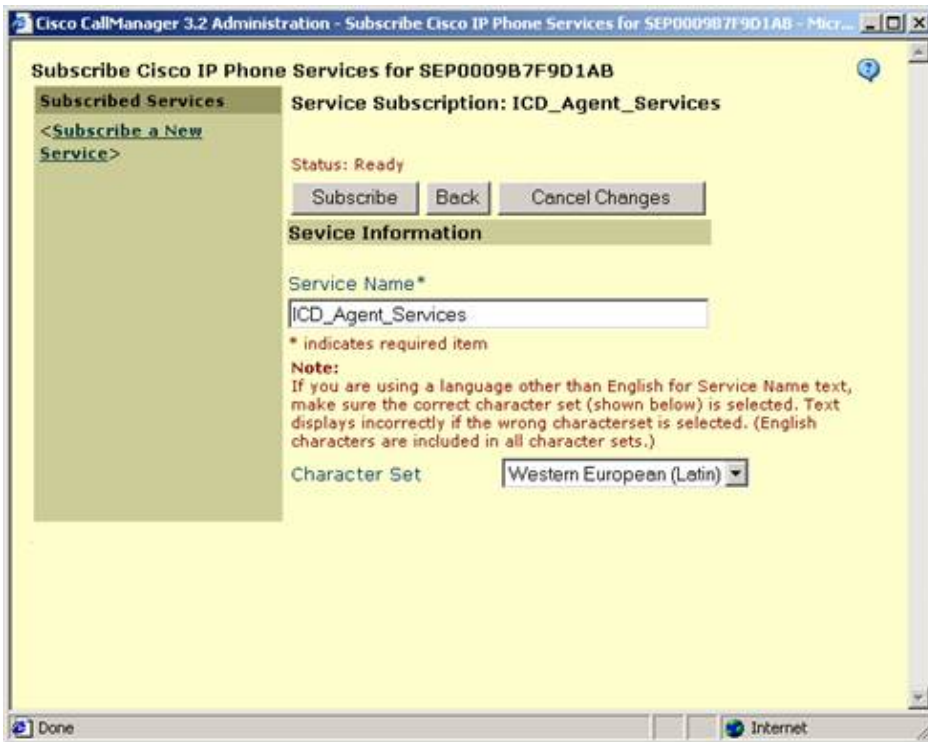 Cisco CallManager 3.2 Administration - Subscribe Cisco IP Phone Services for SEP0009B7F9D1AB - Micr...
Subscribe Cisco IP Phone Services for SEP0009B7F9D1AB
Subscribed Services
<Subscribe a New
Service>
Service Subscription: ICD_Agent_Services
Status: Ready
Subscribe Back Cancel Changes
Sevice Information
Service Name*
ICD_Agent_Services
* indicates required item
Note:
If you are using a language other than English for Service Name text,
make sure the correct character set (shown below) is selected. Text
displays incorrectly if the wrong characterset is selected. (English
characters are included in all character sets.)
Character Set Western European (Latin)
Done Internet